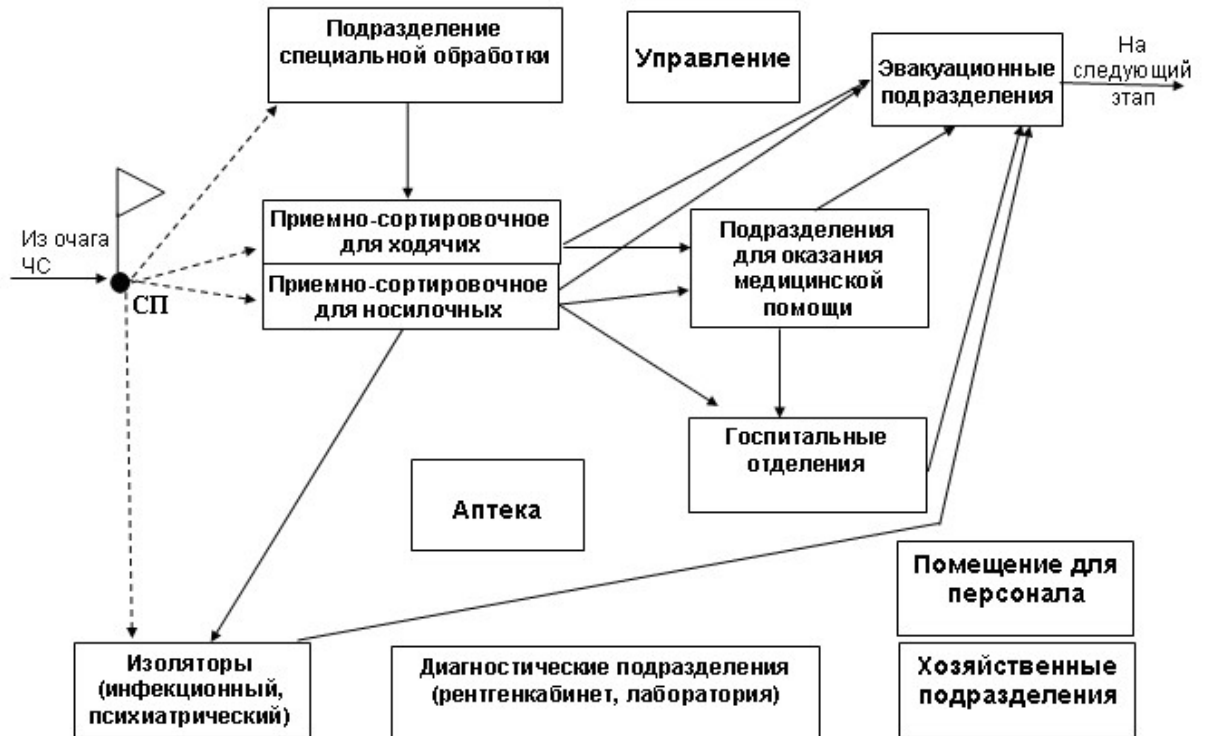 Подразделение
специальной обработки
Управление
Эвакуационные
подразделения
На
следующий
этап
Из очага
ЧС
СП
Приемно-сортировочное
для ходячих
Приемно-сортировочное
для носилочных
Подразделения
для оказания
медицинской
помощи
Госпитальные
отделения
Аптека
Помещение для
персонала
Изоляторы
(инфекционный,
психиатрический)
Диагностические подразделения
(рентгенкабинет, лаборатория)
Хозяйственные
подразделения